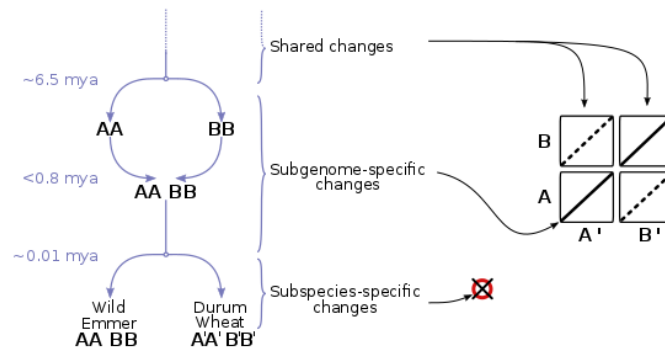 Shared changes
~6.5 mya
AA
BB
B
<0.8 mya
AA BB
Subgenome-specific
changes
A
A' B'
~0.01 mya
Wild
Emmer
AA BB
Durum
Wheat
A'A' B'B'
Subspecies-specific
changes